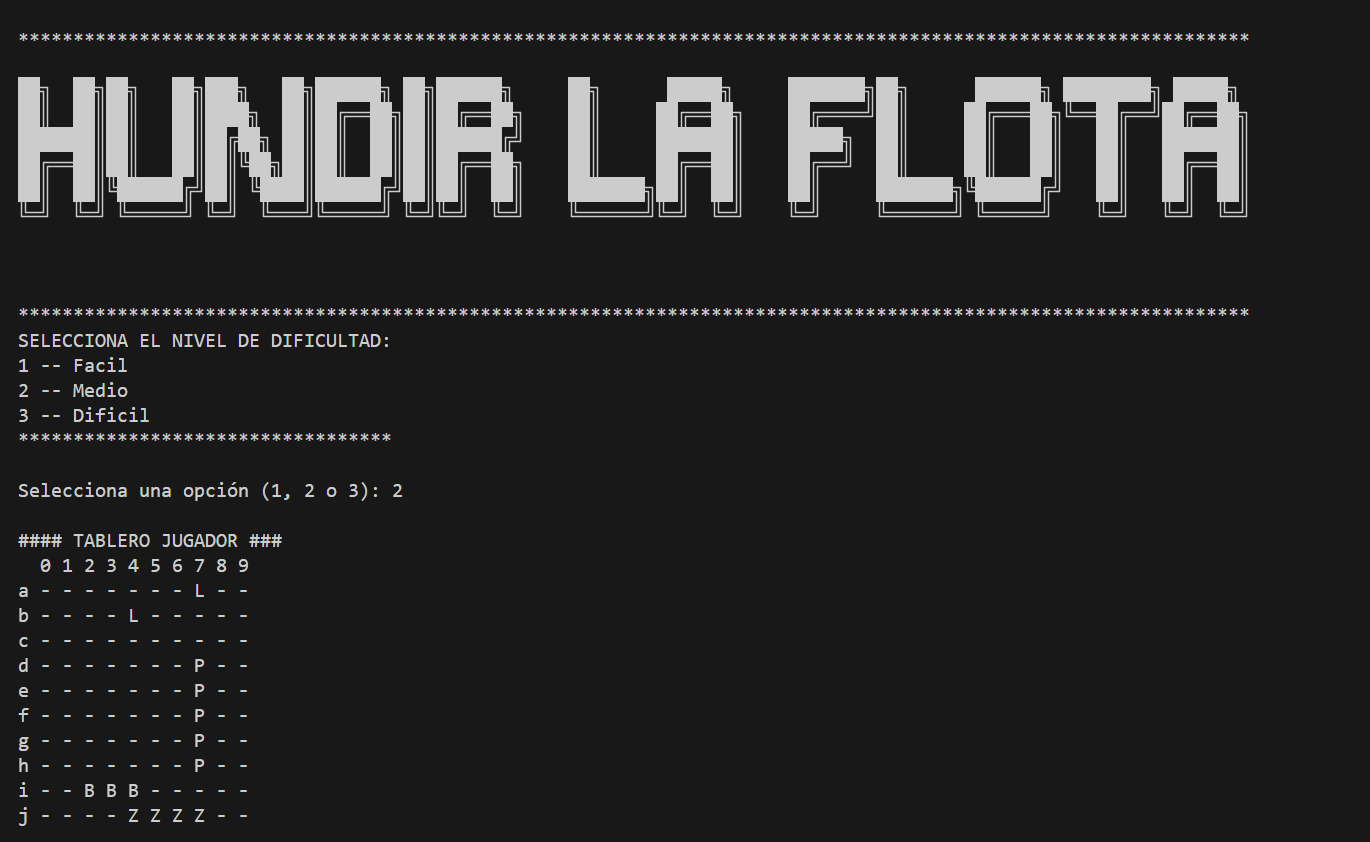 ****************************************************************************************************************
HUNDIR LA FLOTA
****************************************************************************************************************
SELECCIONA EL NIVEL DE DIFICULTAD:
1 -- Facil
2 -- Medio
3 -- Dificil
**********************************
Selecciona una opción (1, 2 o 3): 2
#### TABLERO JUGADOR ###
  0 1 2 3 4 5 6 7 8 9
a - - - - - - - L - -
b - - - - L - - - - -
c - - - - - - - - - -
d - - - - - - - P - -
e - - - - - - - P - -
f - - - - - - - P - -
g - - - - - - - P - -
h - - - - - - - P - -
i - - B B B - - - - -
j - - - - Z Z Z Z - -